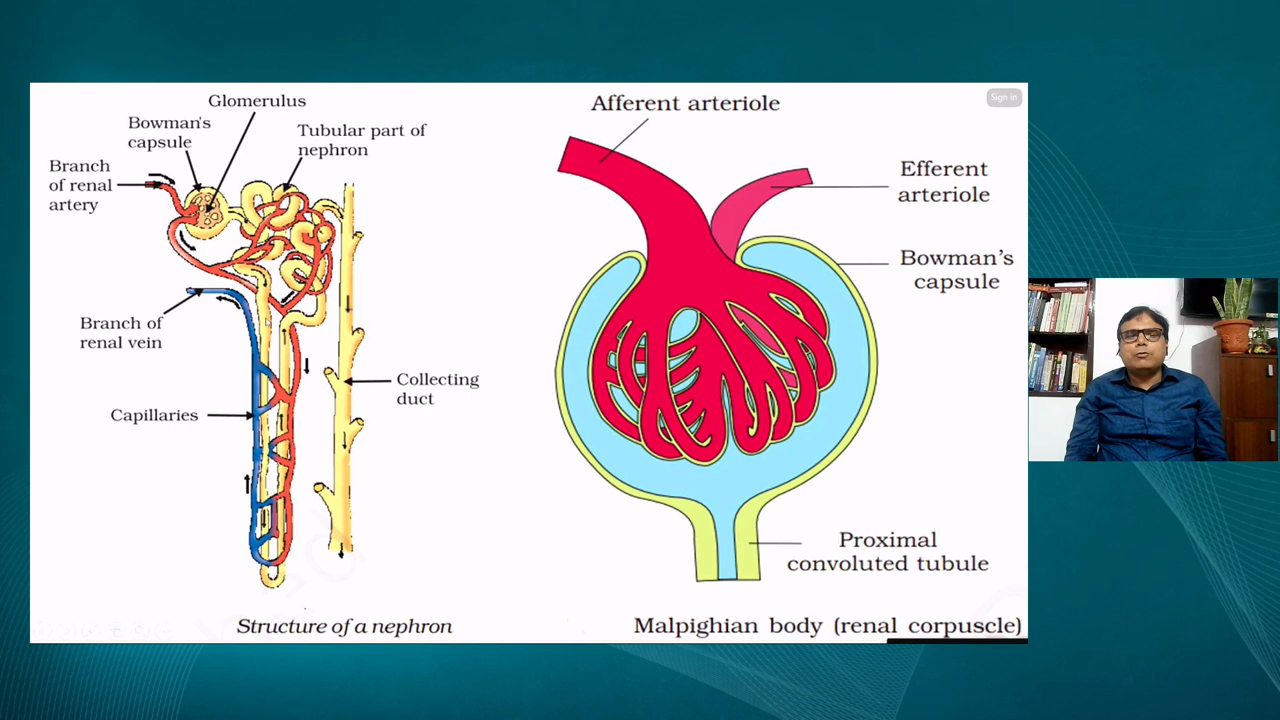 Glomerulus
Bowman's
capsule
Tubular part of
nephron
Branch
of renal
artery
Branch of
renal vein
Capillaries
Collecting
duct
Structure of a nephron
Sign in
Afferent arteriole
Efferent
arteriole
Bowman's
capsule
Proximal
convoluted tubule
Malpighian body (renal corpuscle)